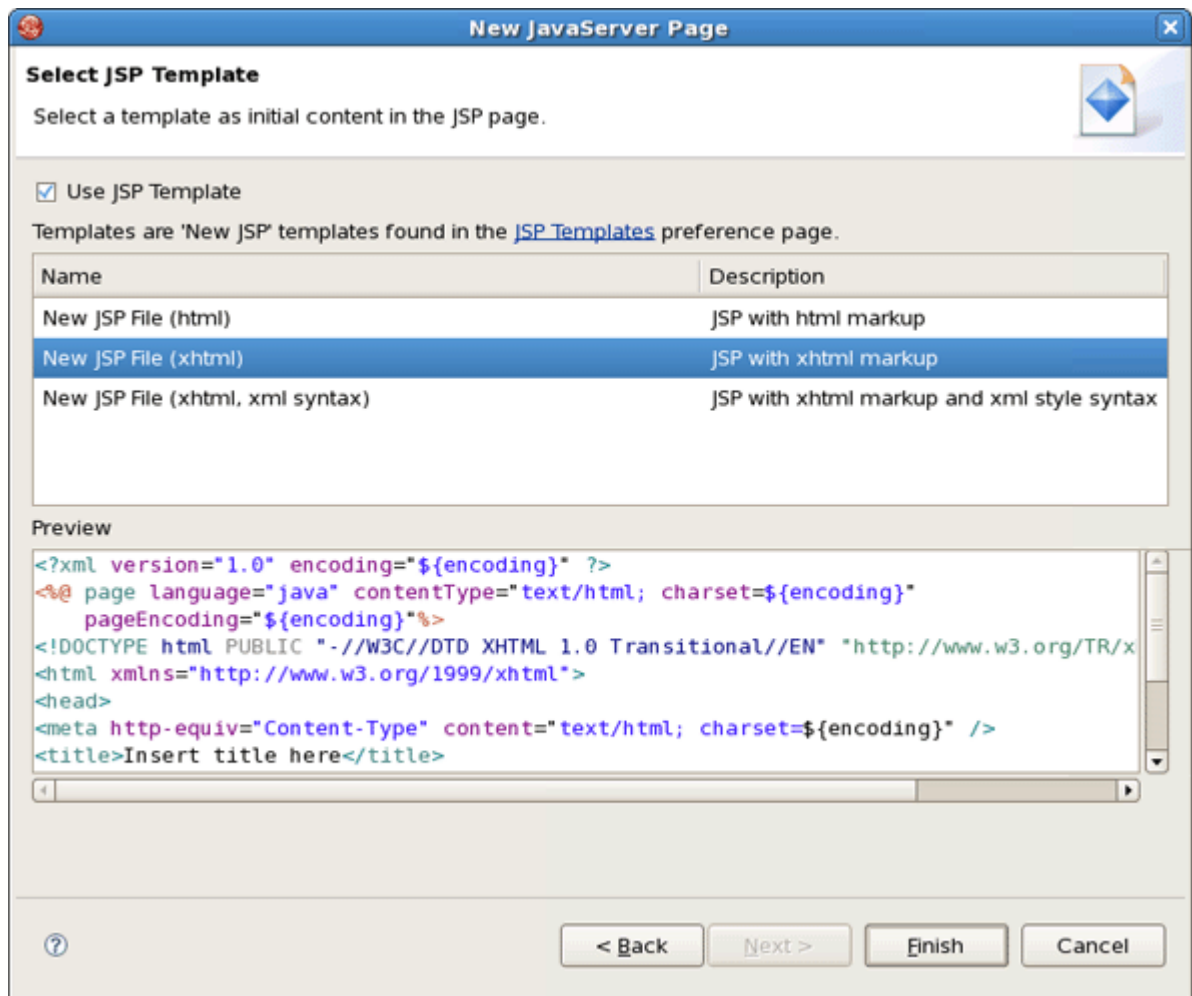 New JavaServer Page
Select JSP Template
Select a template as initial content in the JSP page.
Use JSP Template
Templates are 'New JSP' templates found in the JSP Templates preference page.
Name Description
New JSP File (html) JSP with html markup
New JSP File (xhtml) JSP with xhtml markup
New JSP File (xhtml, xml syntax) JSP with xhtml markup and xml style syntax
Preview
<?xml version="1.0" encoding="${encoding}" ?>
<%@ page language="java" contentType="text/html; charset=${encoding}"
    pageEncoding="${encoding}"%>
<!DOCTYPE html PUBLIC "-//W3C//DTD XHTML 1.0 Transitional//EN" "http://www.w3.org/TR/x
<html xmlns="http://www.w3.org/1999/xhtml">
<head>
<meta http-equiv="Content-Type" content="text/html; charset=${encoding}" />
<title>Insert title here</title>
< Back Next > Finish Cancel